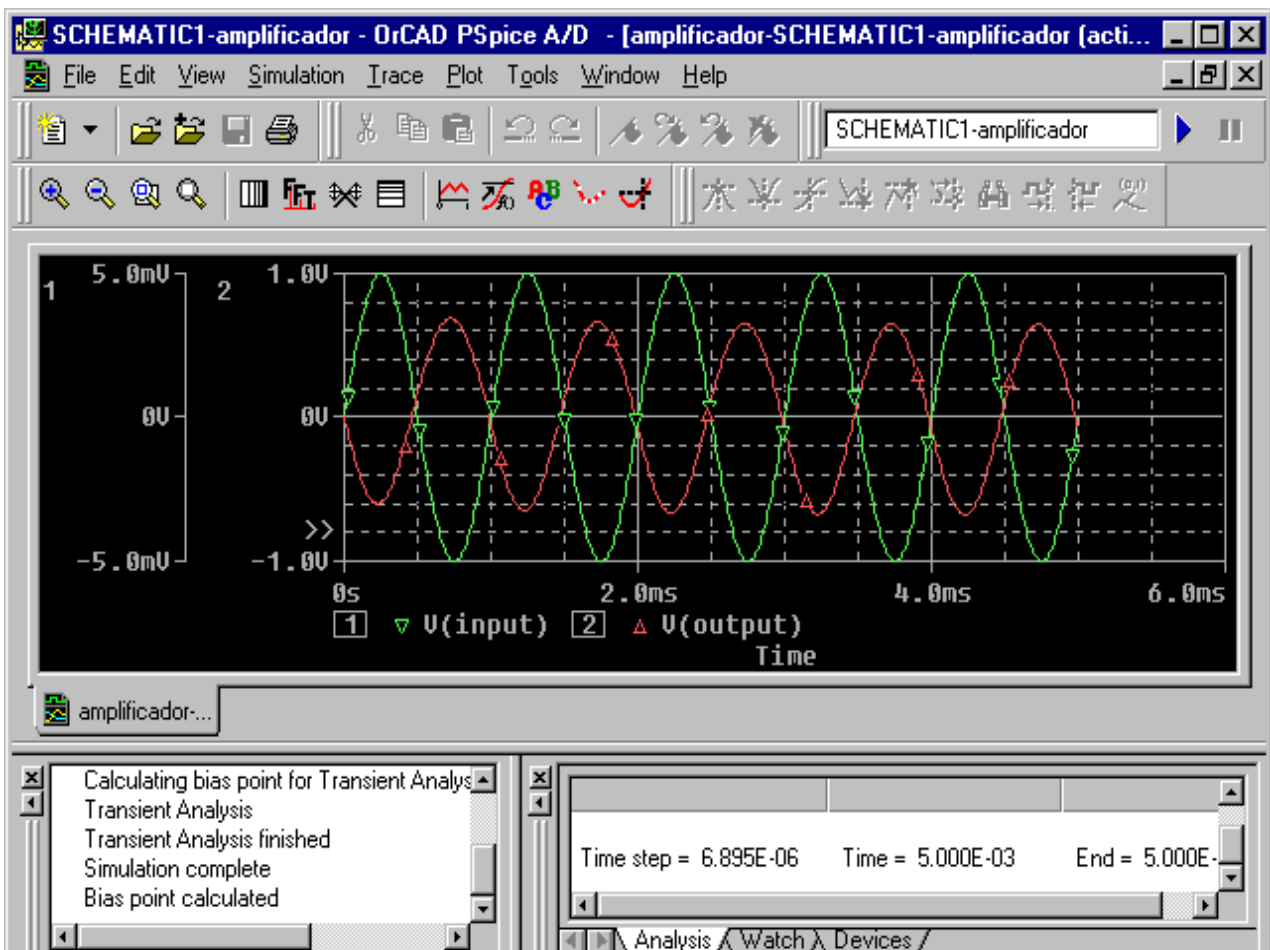 SCHEMATIC1-amplificador - OrCAD PSpice A/D - [amplificador-SCHEMATIC1-amplificador (acti...
File Edit View Simulation Trace Plot Tools Window Help
SCHEMATIC1-amplificador
FFT ABC
1 5.0mV 2 1.0V
0V 0V
>>
-5.0mV -1.0V
0s 2.0ms 4.0ms 6.0ms
1 V(input) 2 V(output)
Time
amplificador-...
Calculating bias point for Transient Analys
Transient Analysis
Transient Analysis finished
Simulation complete
Bias point calculated
Time step = 6.895E-06 Time = 5.000E-03 End = 5.000E-
Analysis Watch Devices